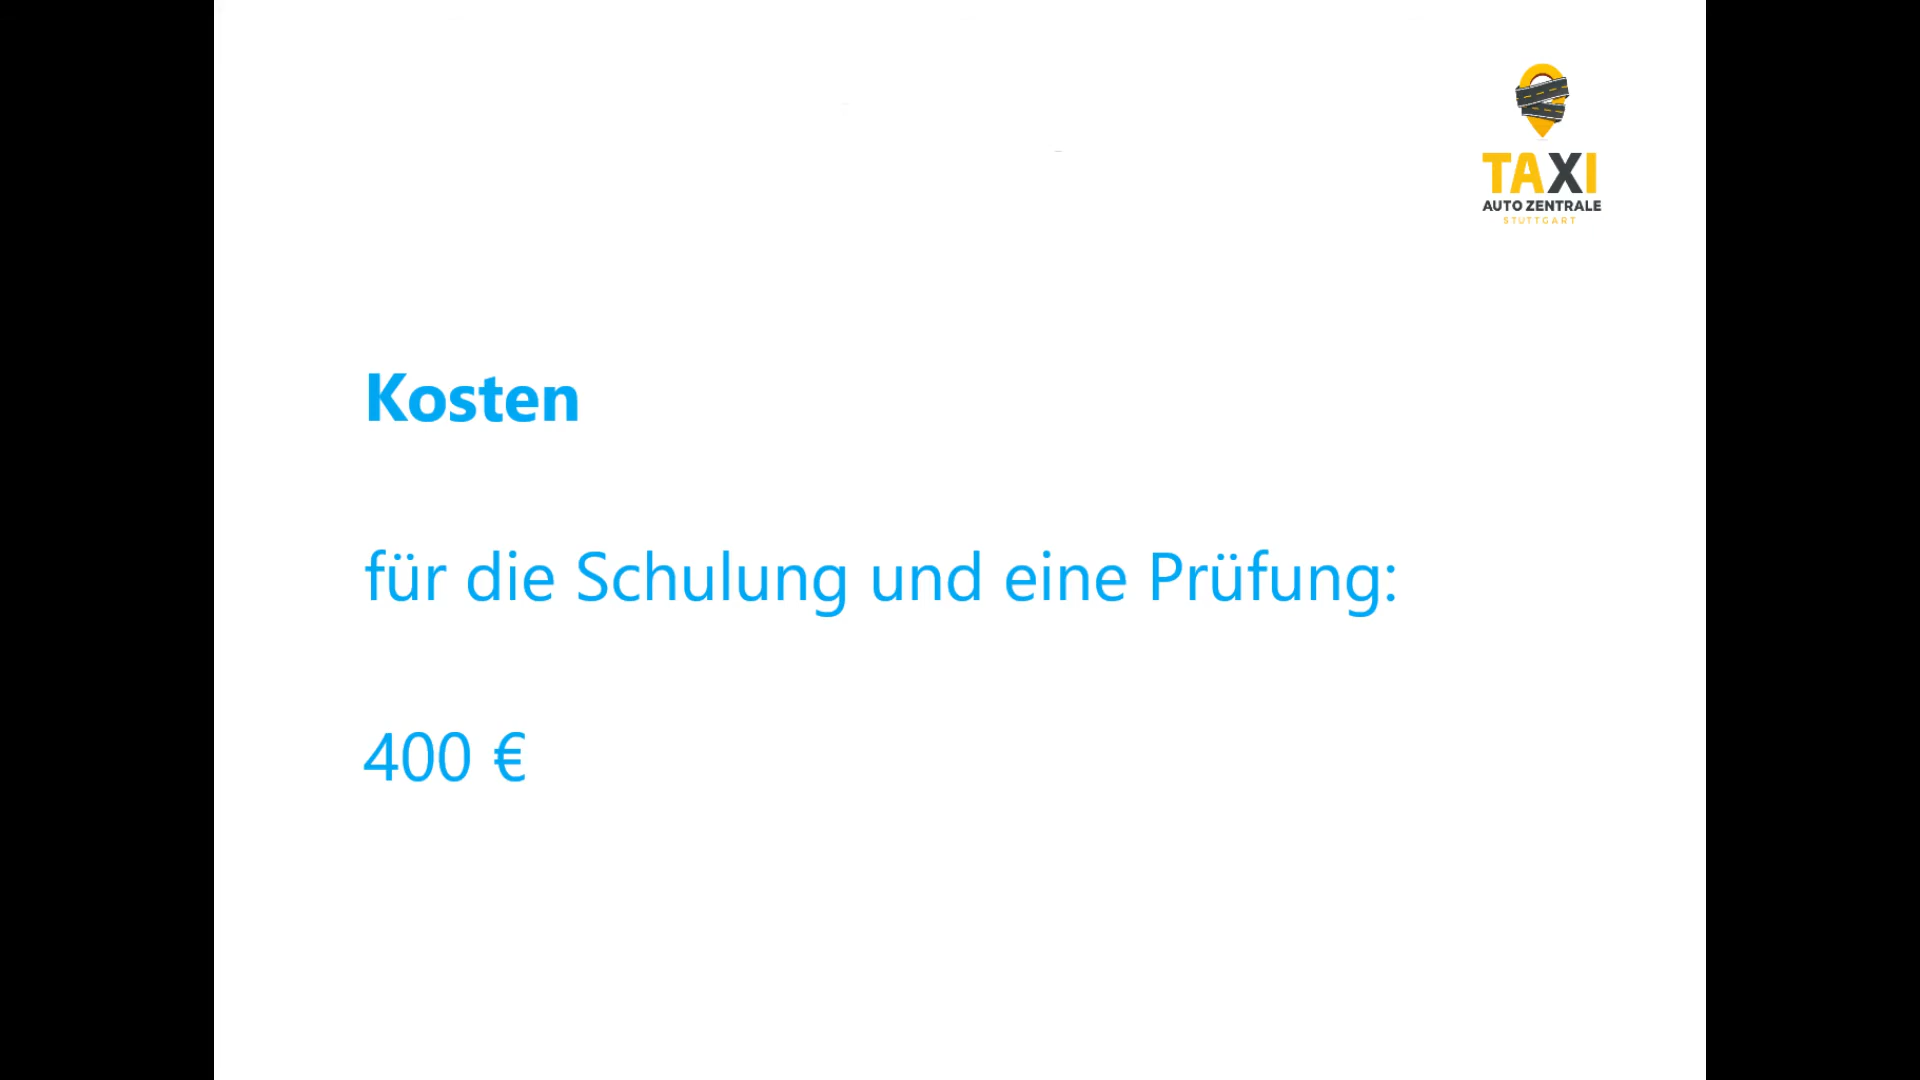 TAXI
AUTO ZENTRALE
STUTTGART
Kosten
für die Schulung und eine Prüfung:
400 €